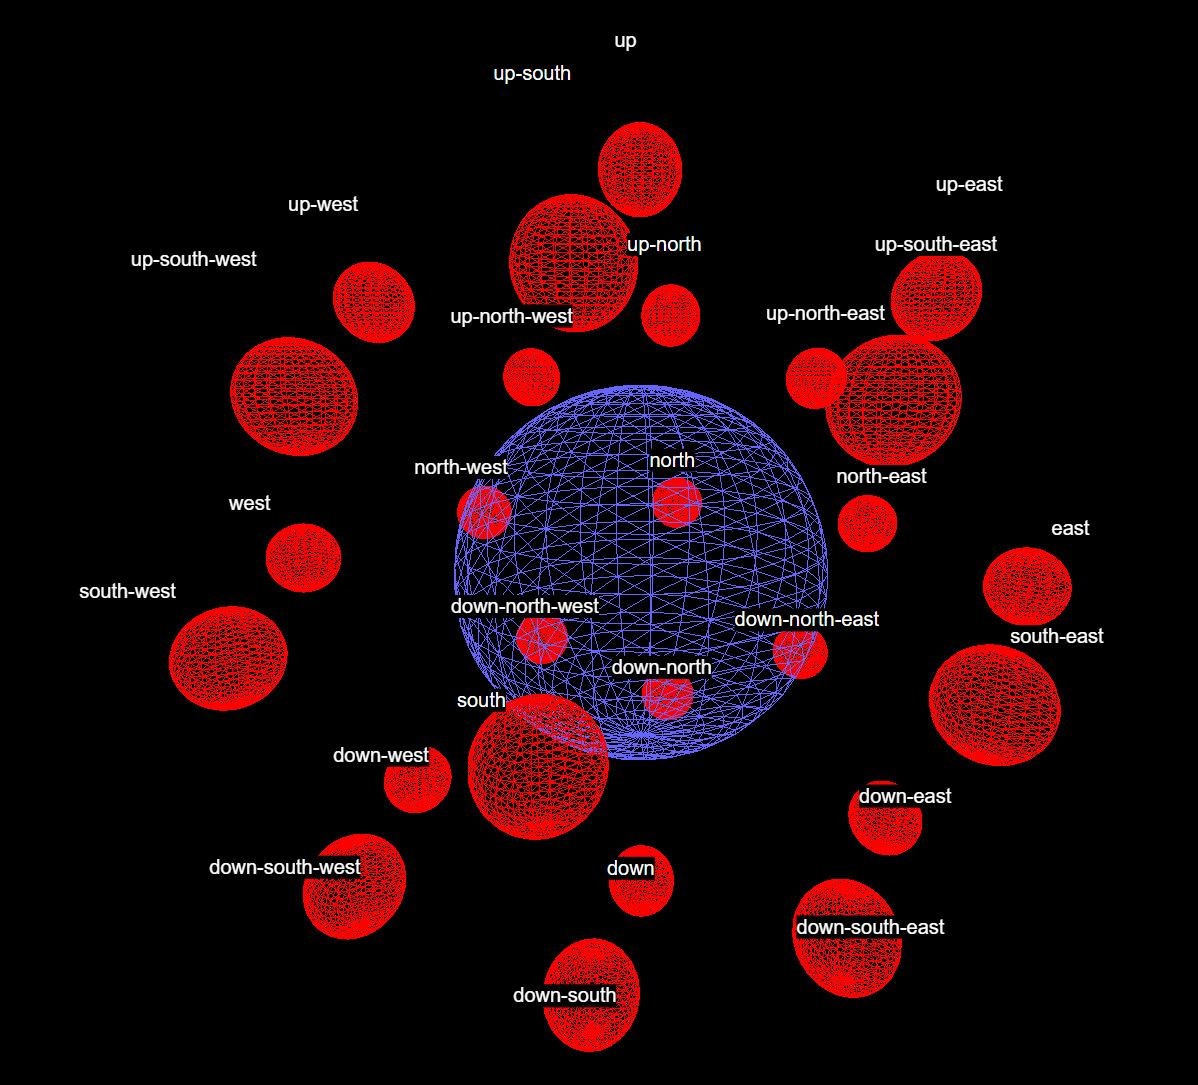 up
up-south
up-east
up-west
up-north
up-south-east
up-south-west
up-north-east
up-north-west
north
north-west
north-east
west
east
south-west
down-north-west
down-north-east
south-east
down-north
south
down-west
down-east
down-south-west
down
down-south-east
down-south